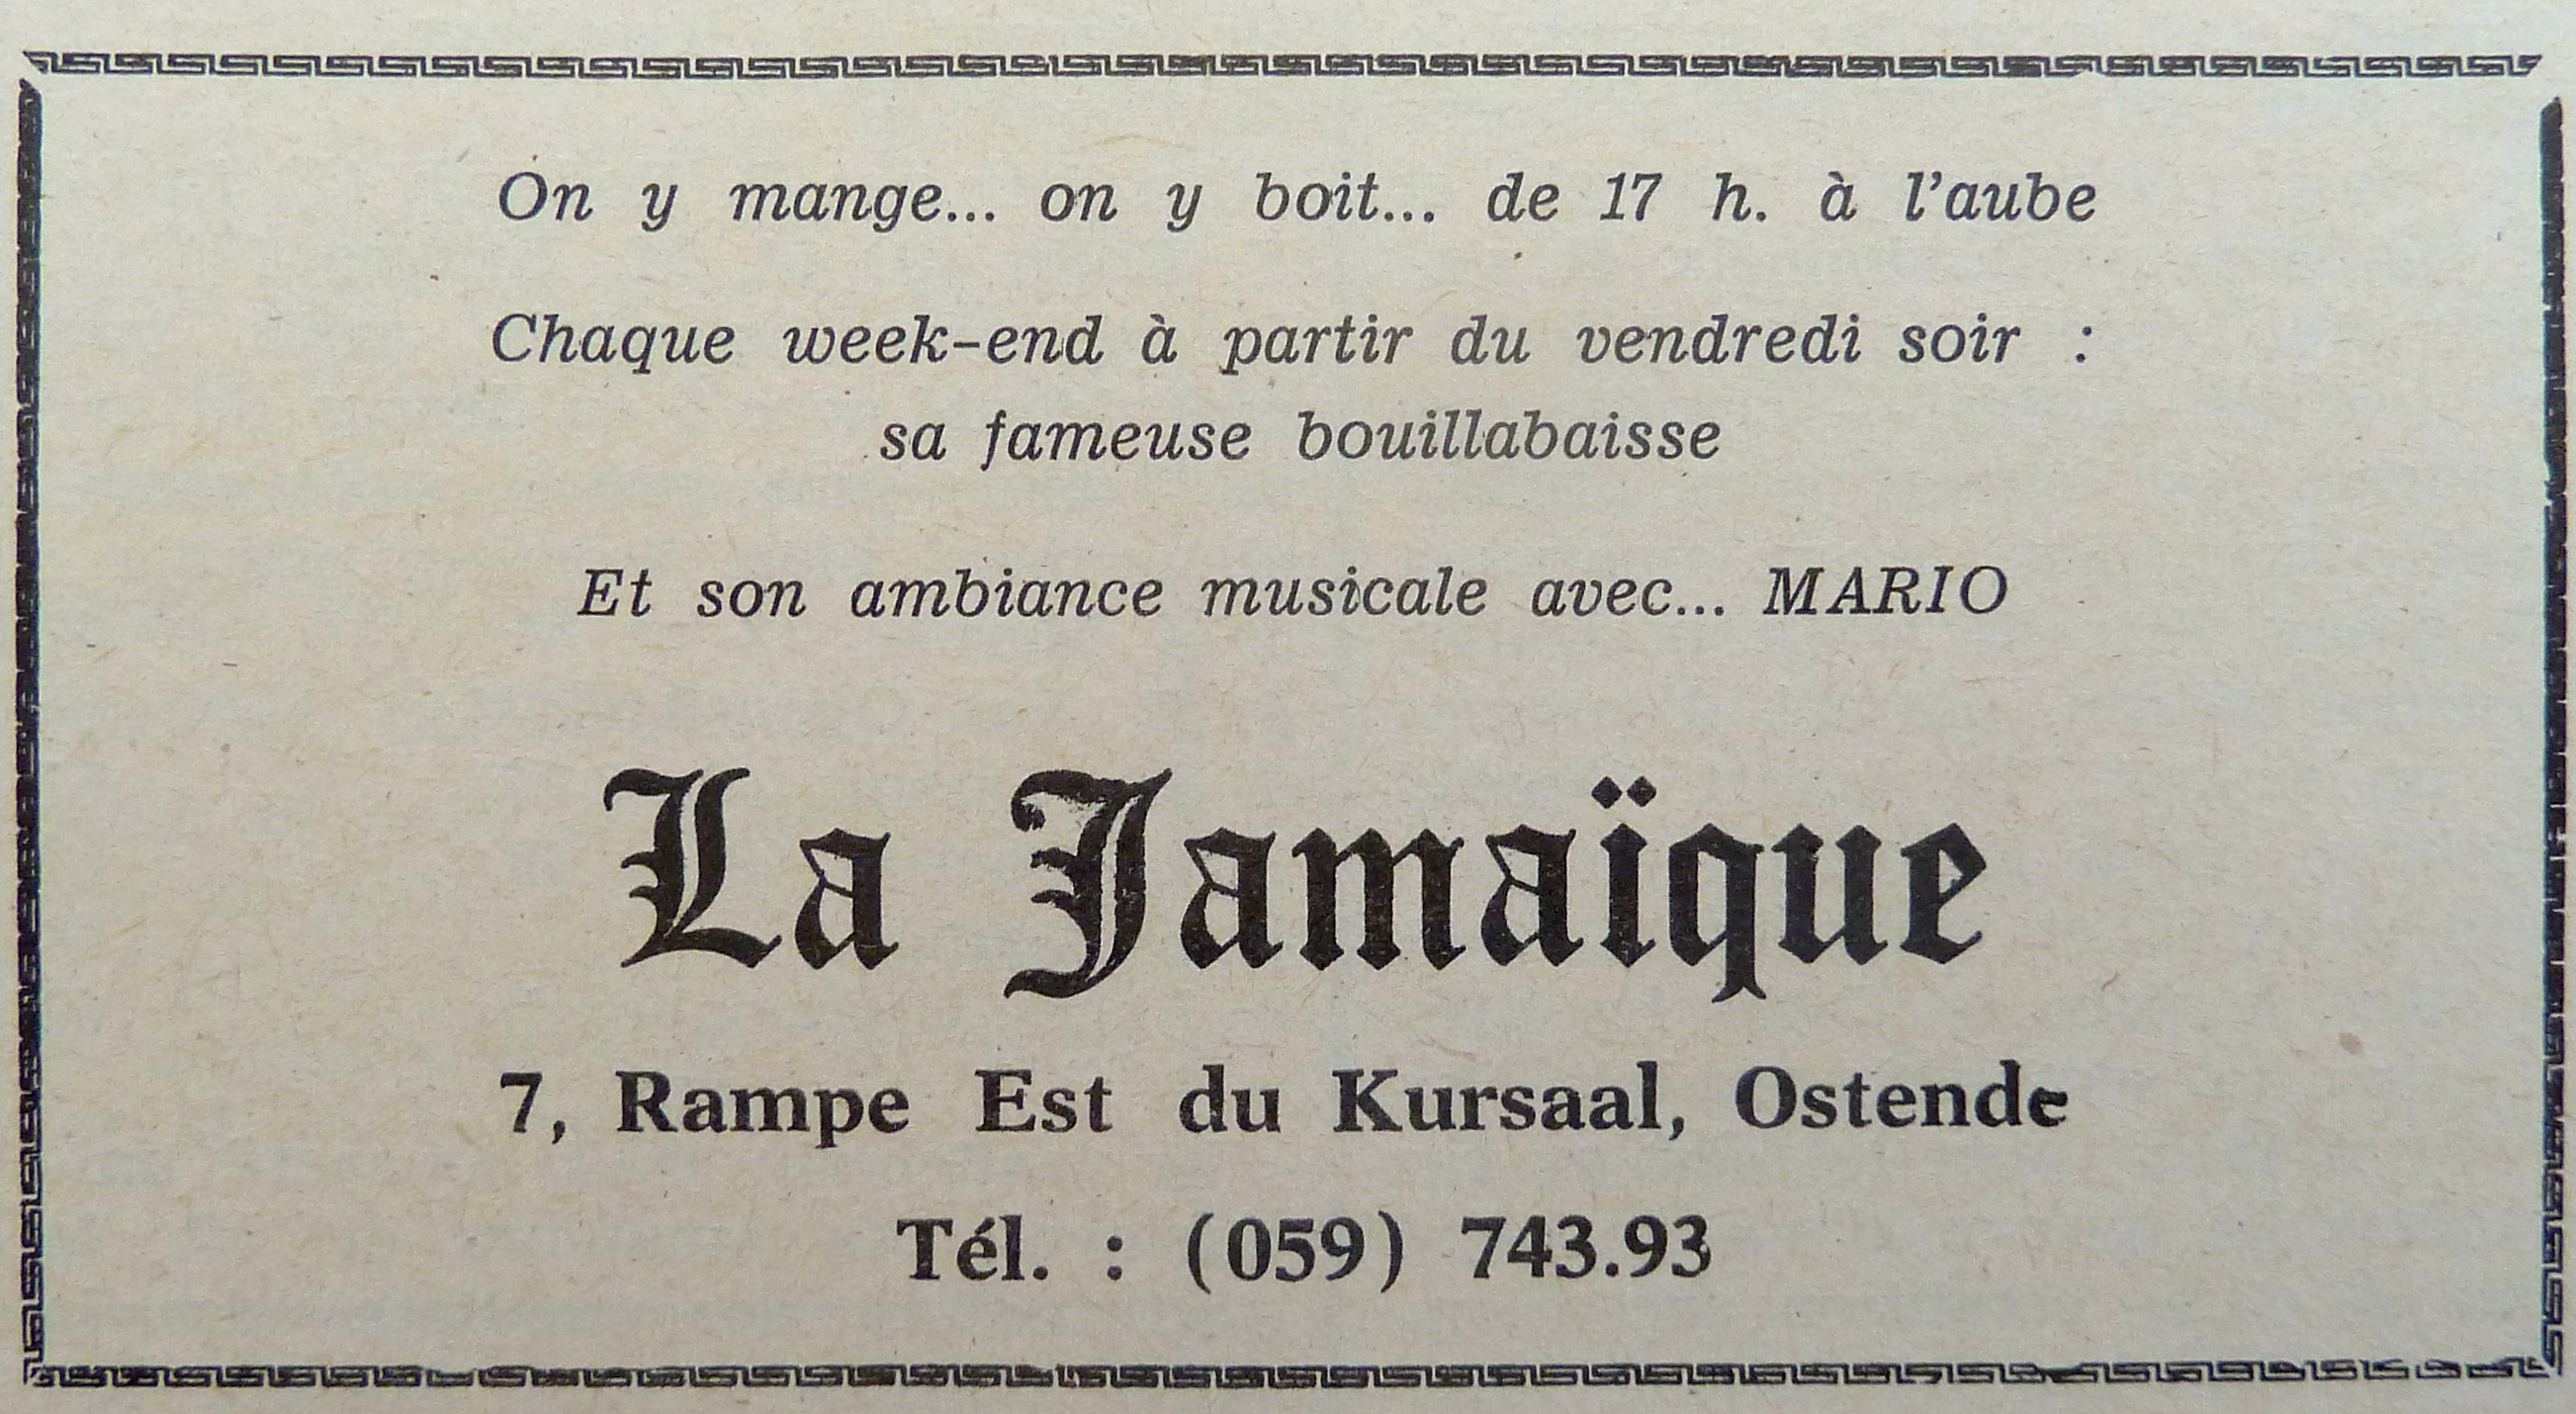 On y mange... on y boit... de 17 h. à l'aube
Chaque week-end à partir du vendredi soir :
sa fameuse bouillabaisse
Et son ambiance musicale avec... MARIO
La Jamaïque
7, Rampe Est du Kursaal, Ostende
Tél. : (059) 743.93